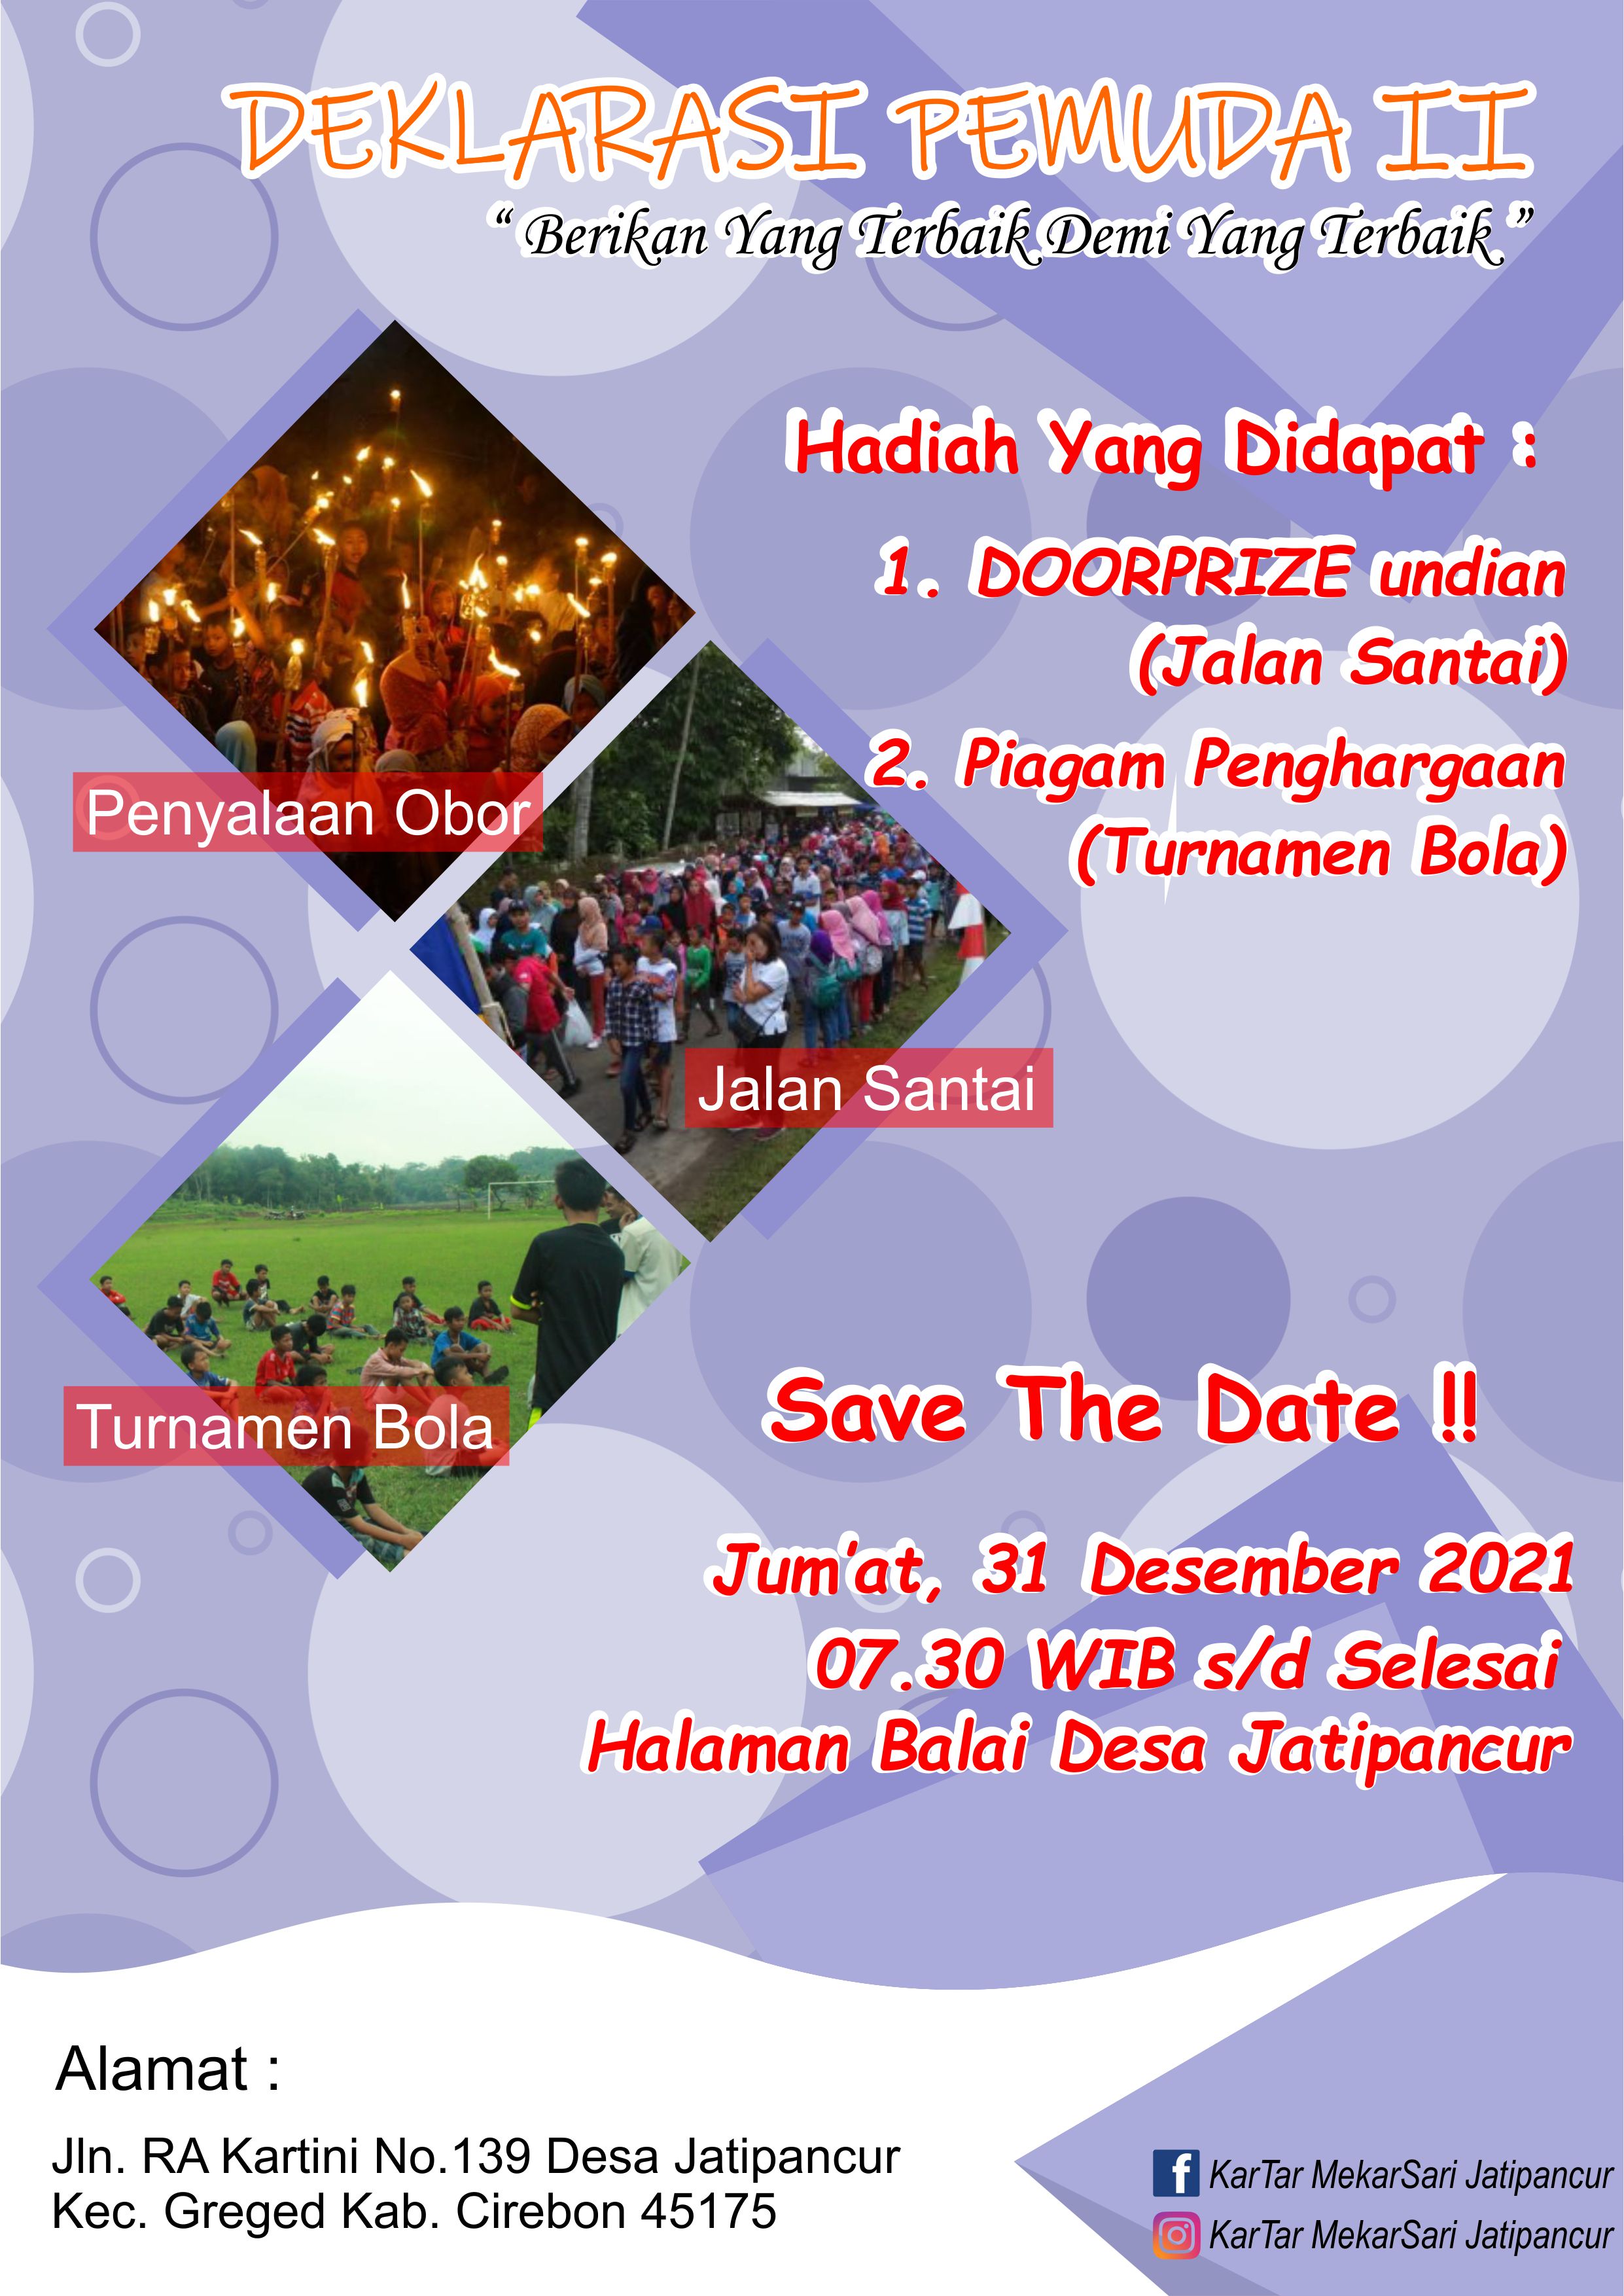 DEKLARASI PEMUDA II
“ Berikan Yang Terbaik Demi Yang Terbaik ”
Hadiah Yang Didapat :
1. DOORPRIZE undian
(Jalan Santai)
2. Piagam Penghargaan
(Turnamen Bola)
Penyalaan Obor
Jalan Santai
Turnamen Bola
Save The Date !!
Jum’at, 31 Desember 2021
07.30 WIB s/d Selesai
Halaman Balai Desa Jatipancur
Alamat :
Jln. RA Kartini No.139 Desa Jatipancur
Kec. Greged Kab. Cirebon 45175
KarTar MekarSari Jatipancur
KarTar MekarSari Jatipancur